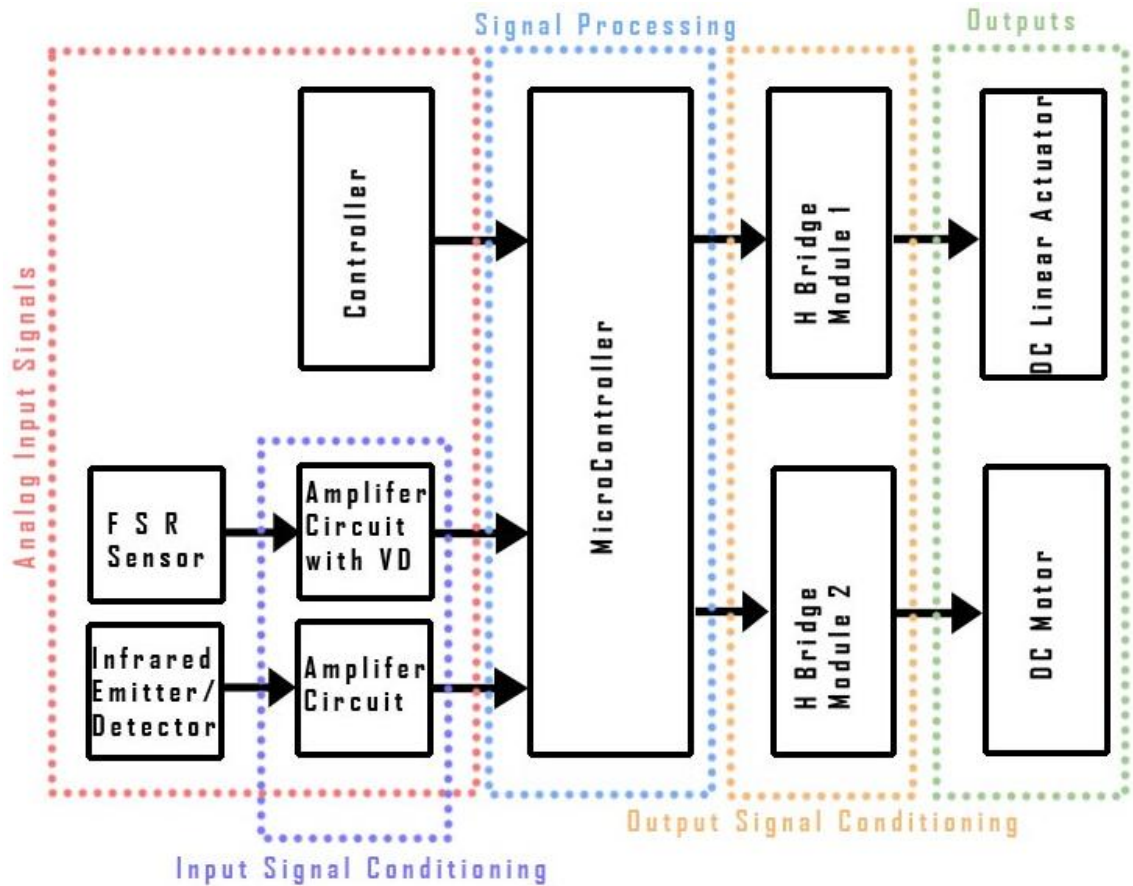 Signal Processing
Outputs
Analog Input Signals
Controller
MicroController
H Bridge
Module 1
DC Linear Actuator
F S R
Sensor
Amplifer
Circuit
with VD
Infrared
Emitter/
Detector
Amplifer
Circuit
H Bridge
Module 2
DC Motor
Output Signal Conditioning
Input Signal Conditioning